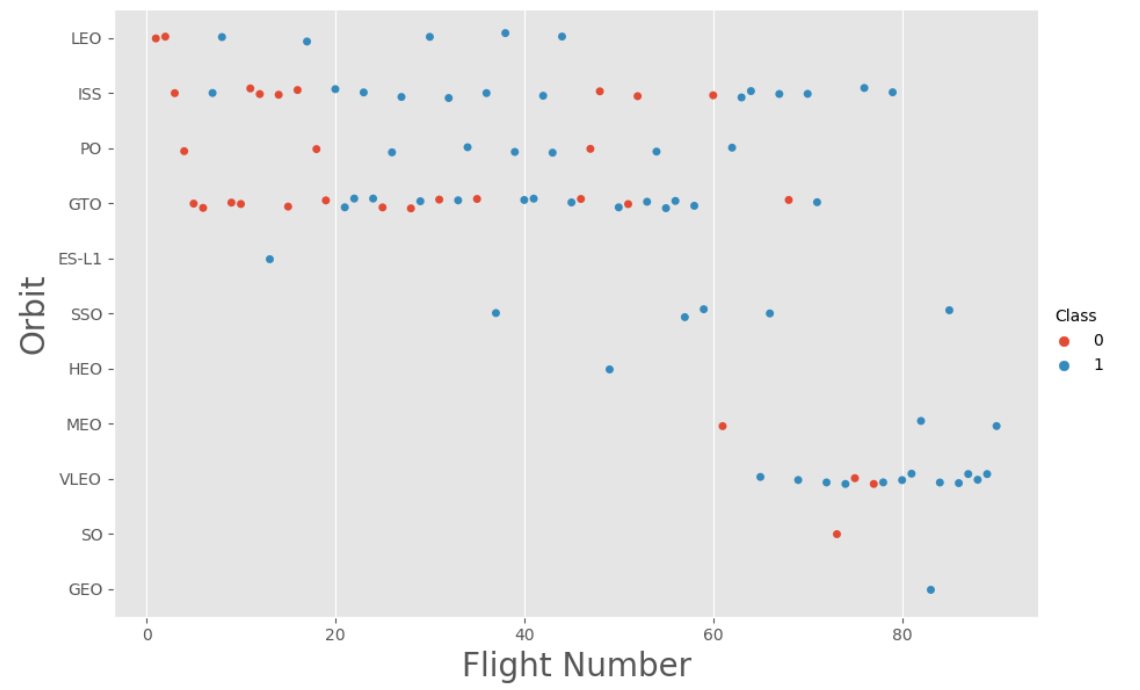 LEO
ISS
PO
GTO
ES-L1
SSO
HEO
MEO
VLEO
SO
GEO
Orbit
0
20
40
60
80
Flight Number
Class
0
1